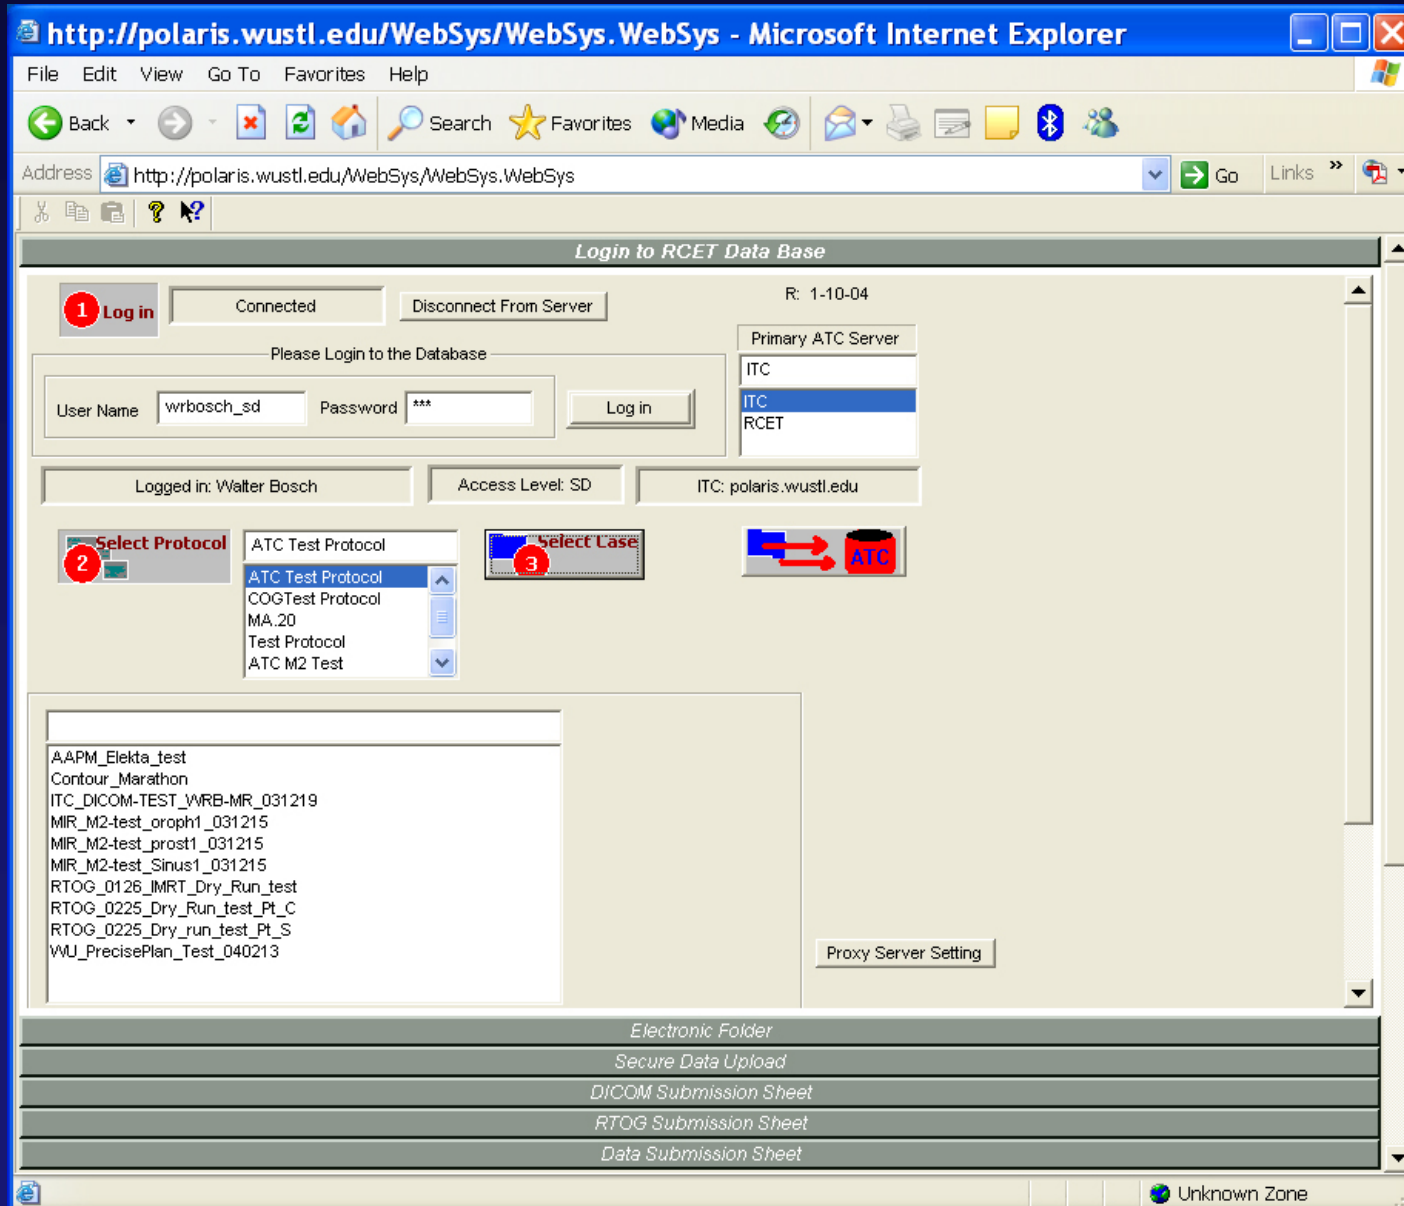 http://polaris.wustl.edu/WebSys/WebSys.WebSys - Microsoft Internet Explorer
File Edit View Go To Favorites Help
Back Search Favorites Media
Address http://polaris.wustl.edu/WebSys/WebSys.WebSys Go Links »
Login to RCET Data Base
1 Log in Connected Disconnect From Server R: 1-10-04
Primary ATC Server
Please Login to the Database
ITC
User Name wrbosch_sd Password *** Log in
ITC
RCET
Logged in: Walter Bosch Access Level: SD ITC: polaris.wustl.edu
2 Select Protocol ATC Test Protocol 3 Select Case ATC
ATC Test Protocol
COGTest Protocol
MA.20
Test Protocol
ATC M2 Test
AAPM_Elekta_test
Contour_Marathon
ITC_DICOM-TEST_WRB-MR_031219
MIR_M2-test_oroph1_031215
MIR_M2-test_prost1_031215
MIR_M2-test_Sinus1_031215
RTOG_0126_IMRT_Dry_Run_test
RTOG_0225_Dry_Run_test_Pt_C
RTOG_0225_Dry_run_test_Pt_S
WU_PrecisePlan_Test_040213
Proxy Server Setting
Electronic Folder
Secure Data Upload
DICOM Submission Sheet
RTOG Submission Sheet
Data Submission Sheet
Unknown Zone